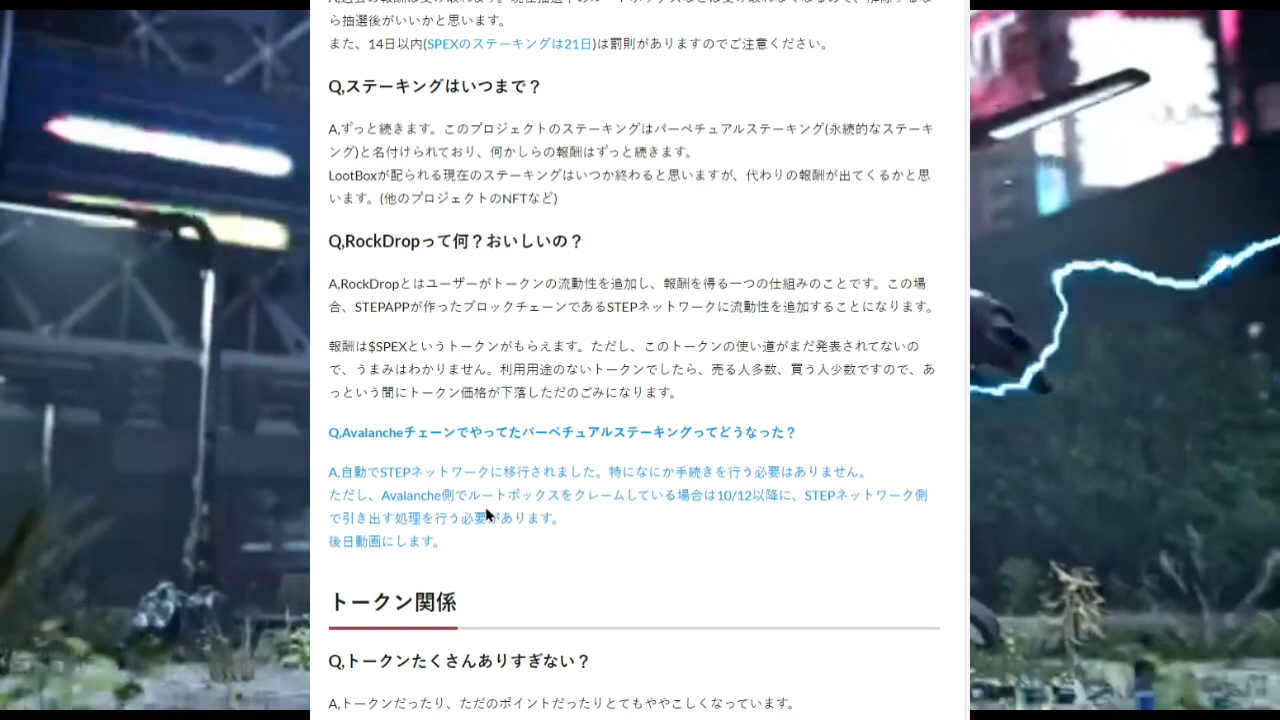 ら抽選後がいいかと思います。
また、14日以内(SPEXのステーキングは21日)は罰則がありますのでご注意ください。
Q,ステーキングはいつまで？
A,ずっと続きます。このプロジェクトのステーキングはパーペチュアルステーキング(永続的なステーキ
ング)と名付けられており、何かしらの報酬はずっと続きます。
LootBoxが配られる現在のステーキングはいつか終わると思いますが、代わりの報酬が出てくるかと思
います。(他のプロジェクトのNFTなど)
Q,RockDropって何？おいしいの？
A,RockDropとはユーザーがトークンの流動性を追加し、報酬を得る一つの仕組みのことです。この場
合、STEPAPPが作ったブロックチェーンであるSTEPネットワークに流動性を追加することになります。
報酬は$SPEXというトークンがもらえます。ただし、このトークンの使い道がまだ発表されてないの
で、うまみはわかりません。利用用途のないトークンでしたら、売る人多数、買う人少数ですので、あ
っという間にトークン価格が下落しただのごみになります。
Q,Avalancheチェーンでやってたパーペチュアルステーキングってどうなった？
A,自動でSTEPネットワークに移行されました。特になにか手続きを行う必要はありません。
ただし、Avalanche側でルートボックスをクレームしている場合は10/12以降に、STEPネットワーク側
で引き出す処理を行う必要があります。
後日動画にします。
トークン関係
Q,トークンたくさんありすぎない？
A,トークンだったり、ただのポイントだったりとてもややこしくなっています。